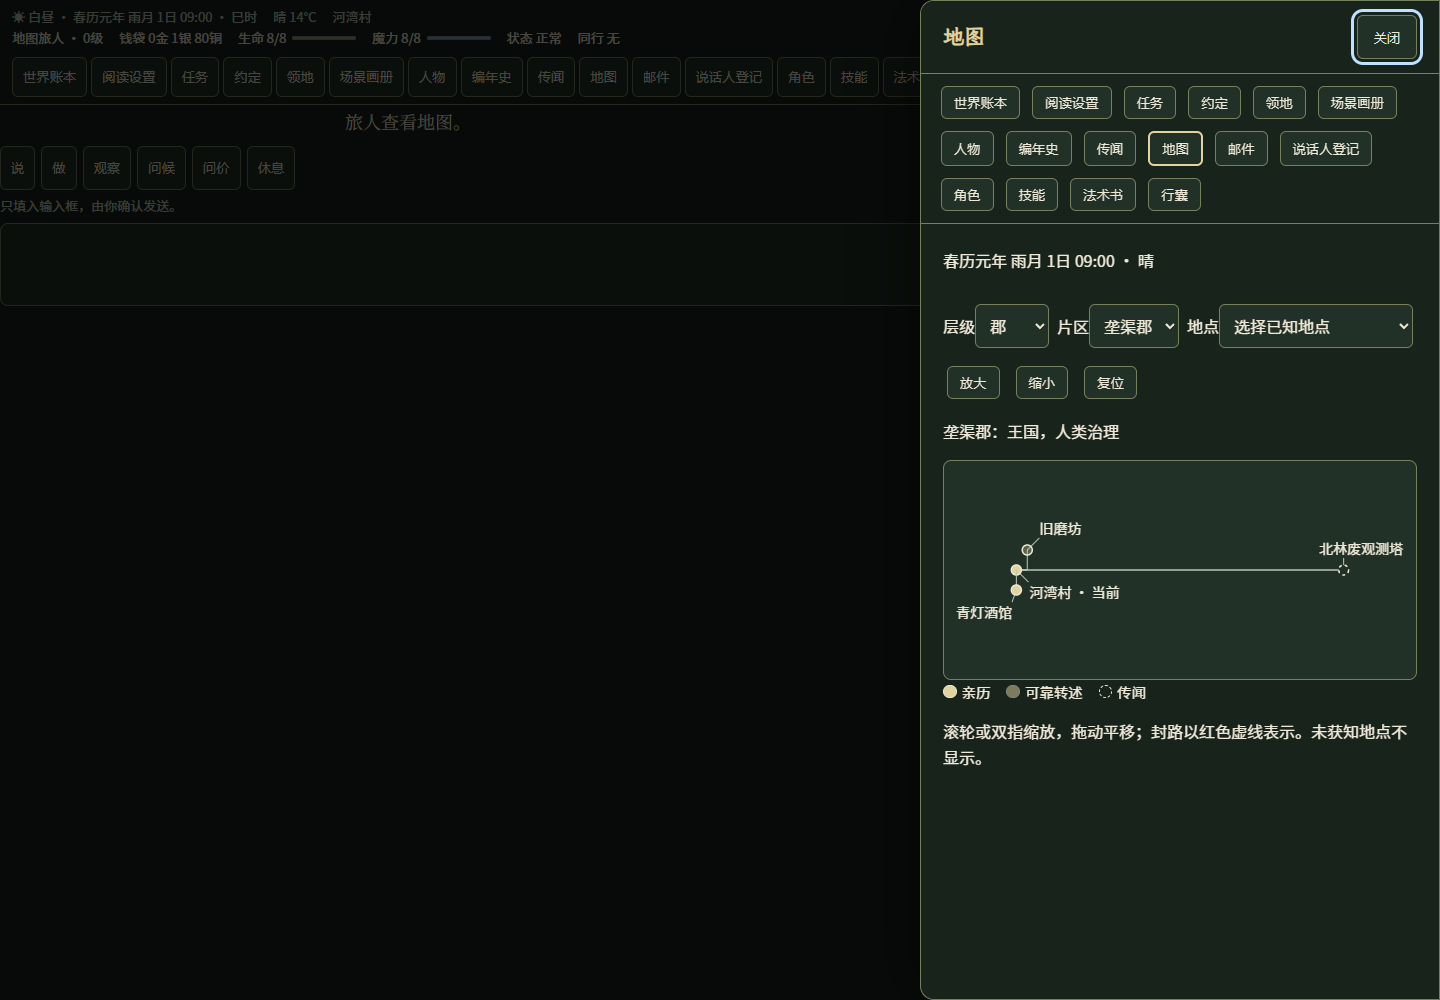 白昼 · 春历元年 雨月 1日 09:00 · 巳时 晴 14°C 河湾村
地图旅人 · 0级 钱袋 0金 1银 80铜 生命 8/8 魔力 8/8 状态 正常 同行 无
世界账本 阅读设置 任务 约定 领地 场景画册 人物 编年史 传闻 地图 邮件 说话人登记 角色 技能 法术
旅人查看地图。
说 做 观察 问候 问价 休息
只填入输入框，由你确认发送。
地图
关闭
世界账本 阅读设置 任务 约定 领地 场景画册
人物 编年史 传闻 地图 邮件 说话人登记
角色 技能 法术书 行囊
春历元年 雨月 1日 09:00 · 晴
层级 郡 片区 垄渠郡 地点 选择已知地点
放大 缩小 复位
垄渠郡：王国，人类治理
旧磨坊
北林废观测塔
河湾村 · 当前
青灯酒馆
亲历 可靠转述 传闻
滚轮或双指缩放，拖动平移；封路以红色虚线表示。未获知地点不
显示。